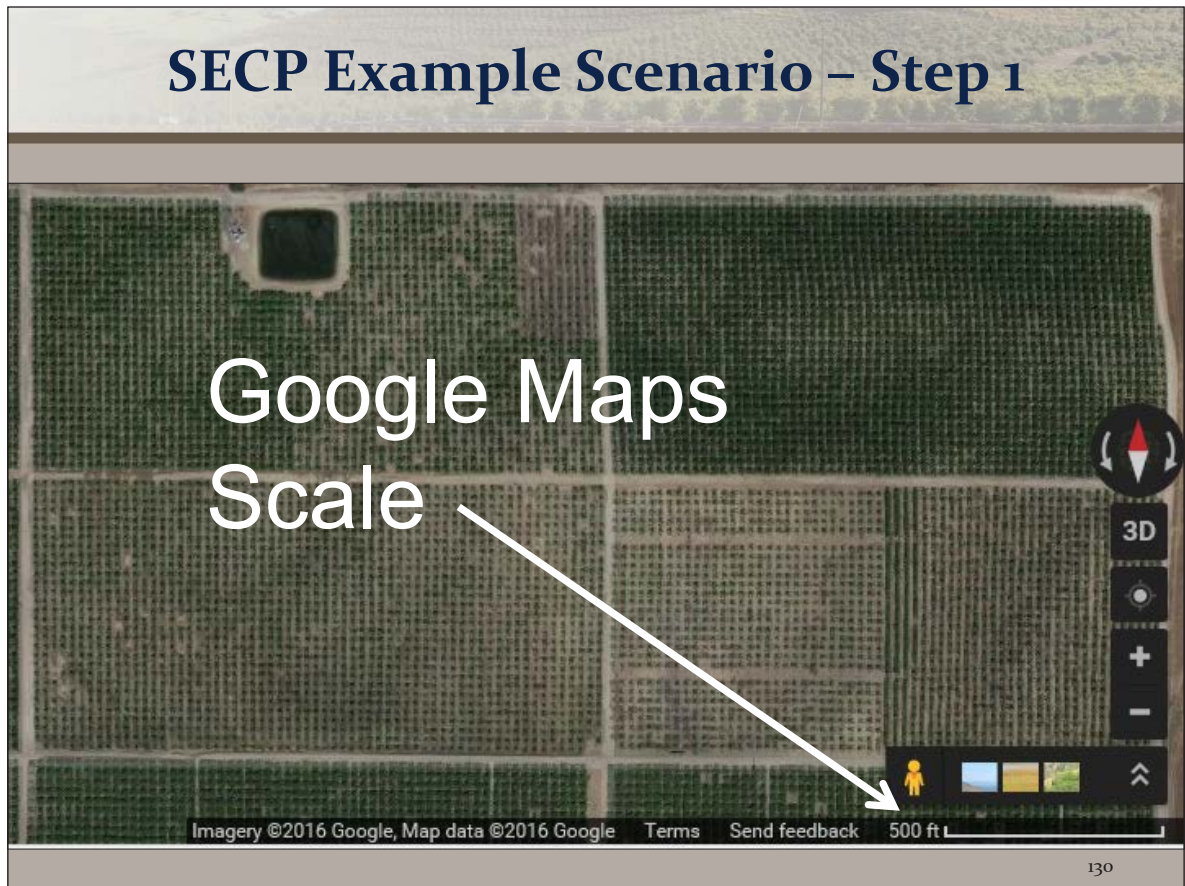 SECP Example Scenario – Step 1
Google Maps
Scale
3D
Imagery ©2016 Google, Map data ©2016 Google Terms Send feedback 500 ft
130